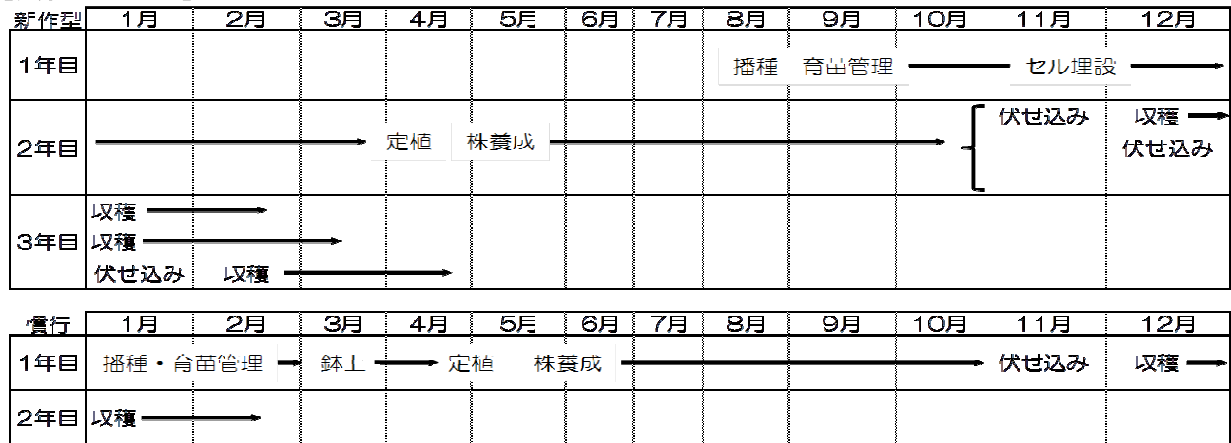 新作型 1月 2月 3月 4月 5月 6月 7月 8月 9月 10月 11月 12月
1年目 播種 育苗管理 セル埋設
2年目 定植 株養成 伏せ込み 収穫
伏せ込み
収穫
3年目 収穫
伏せ込み 収穫
慣行 1月 2月 3月 4月 5月 6月 7月 8月 9月 10月 11月 12月
1年目 播種・育苗管理 鉢上 定植 株養成 伏せ込み 収穫
2年目 収穫